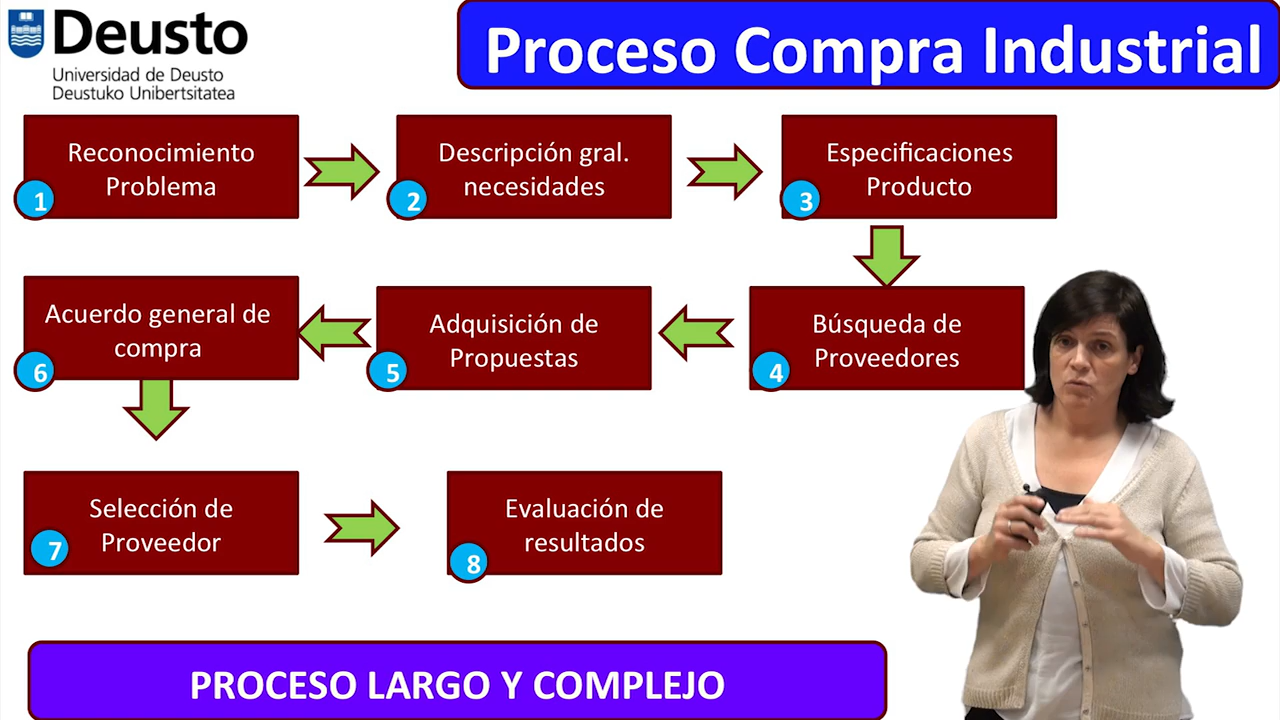 Deusto
Universidad de Deusto
Deustuko Unibertsitatea
Proceso Compra Industrial
Reconocimiento
Problema
1
Descripción gral.
necesidades
2
Especificaciones
Producto
3
Búsqueda de
Proveedores
4
Adquisición de
Propuestas
5
Acuerdo general de
compra
6
Selección de
Proveedor
7
Evaluación de
resultados
8
PROCESO LARGO Y COMPLEJO